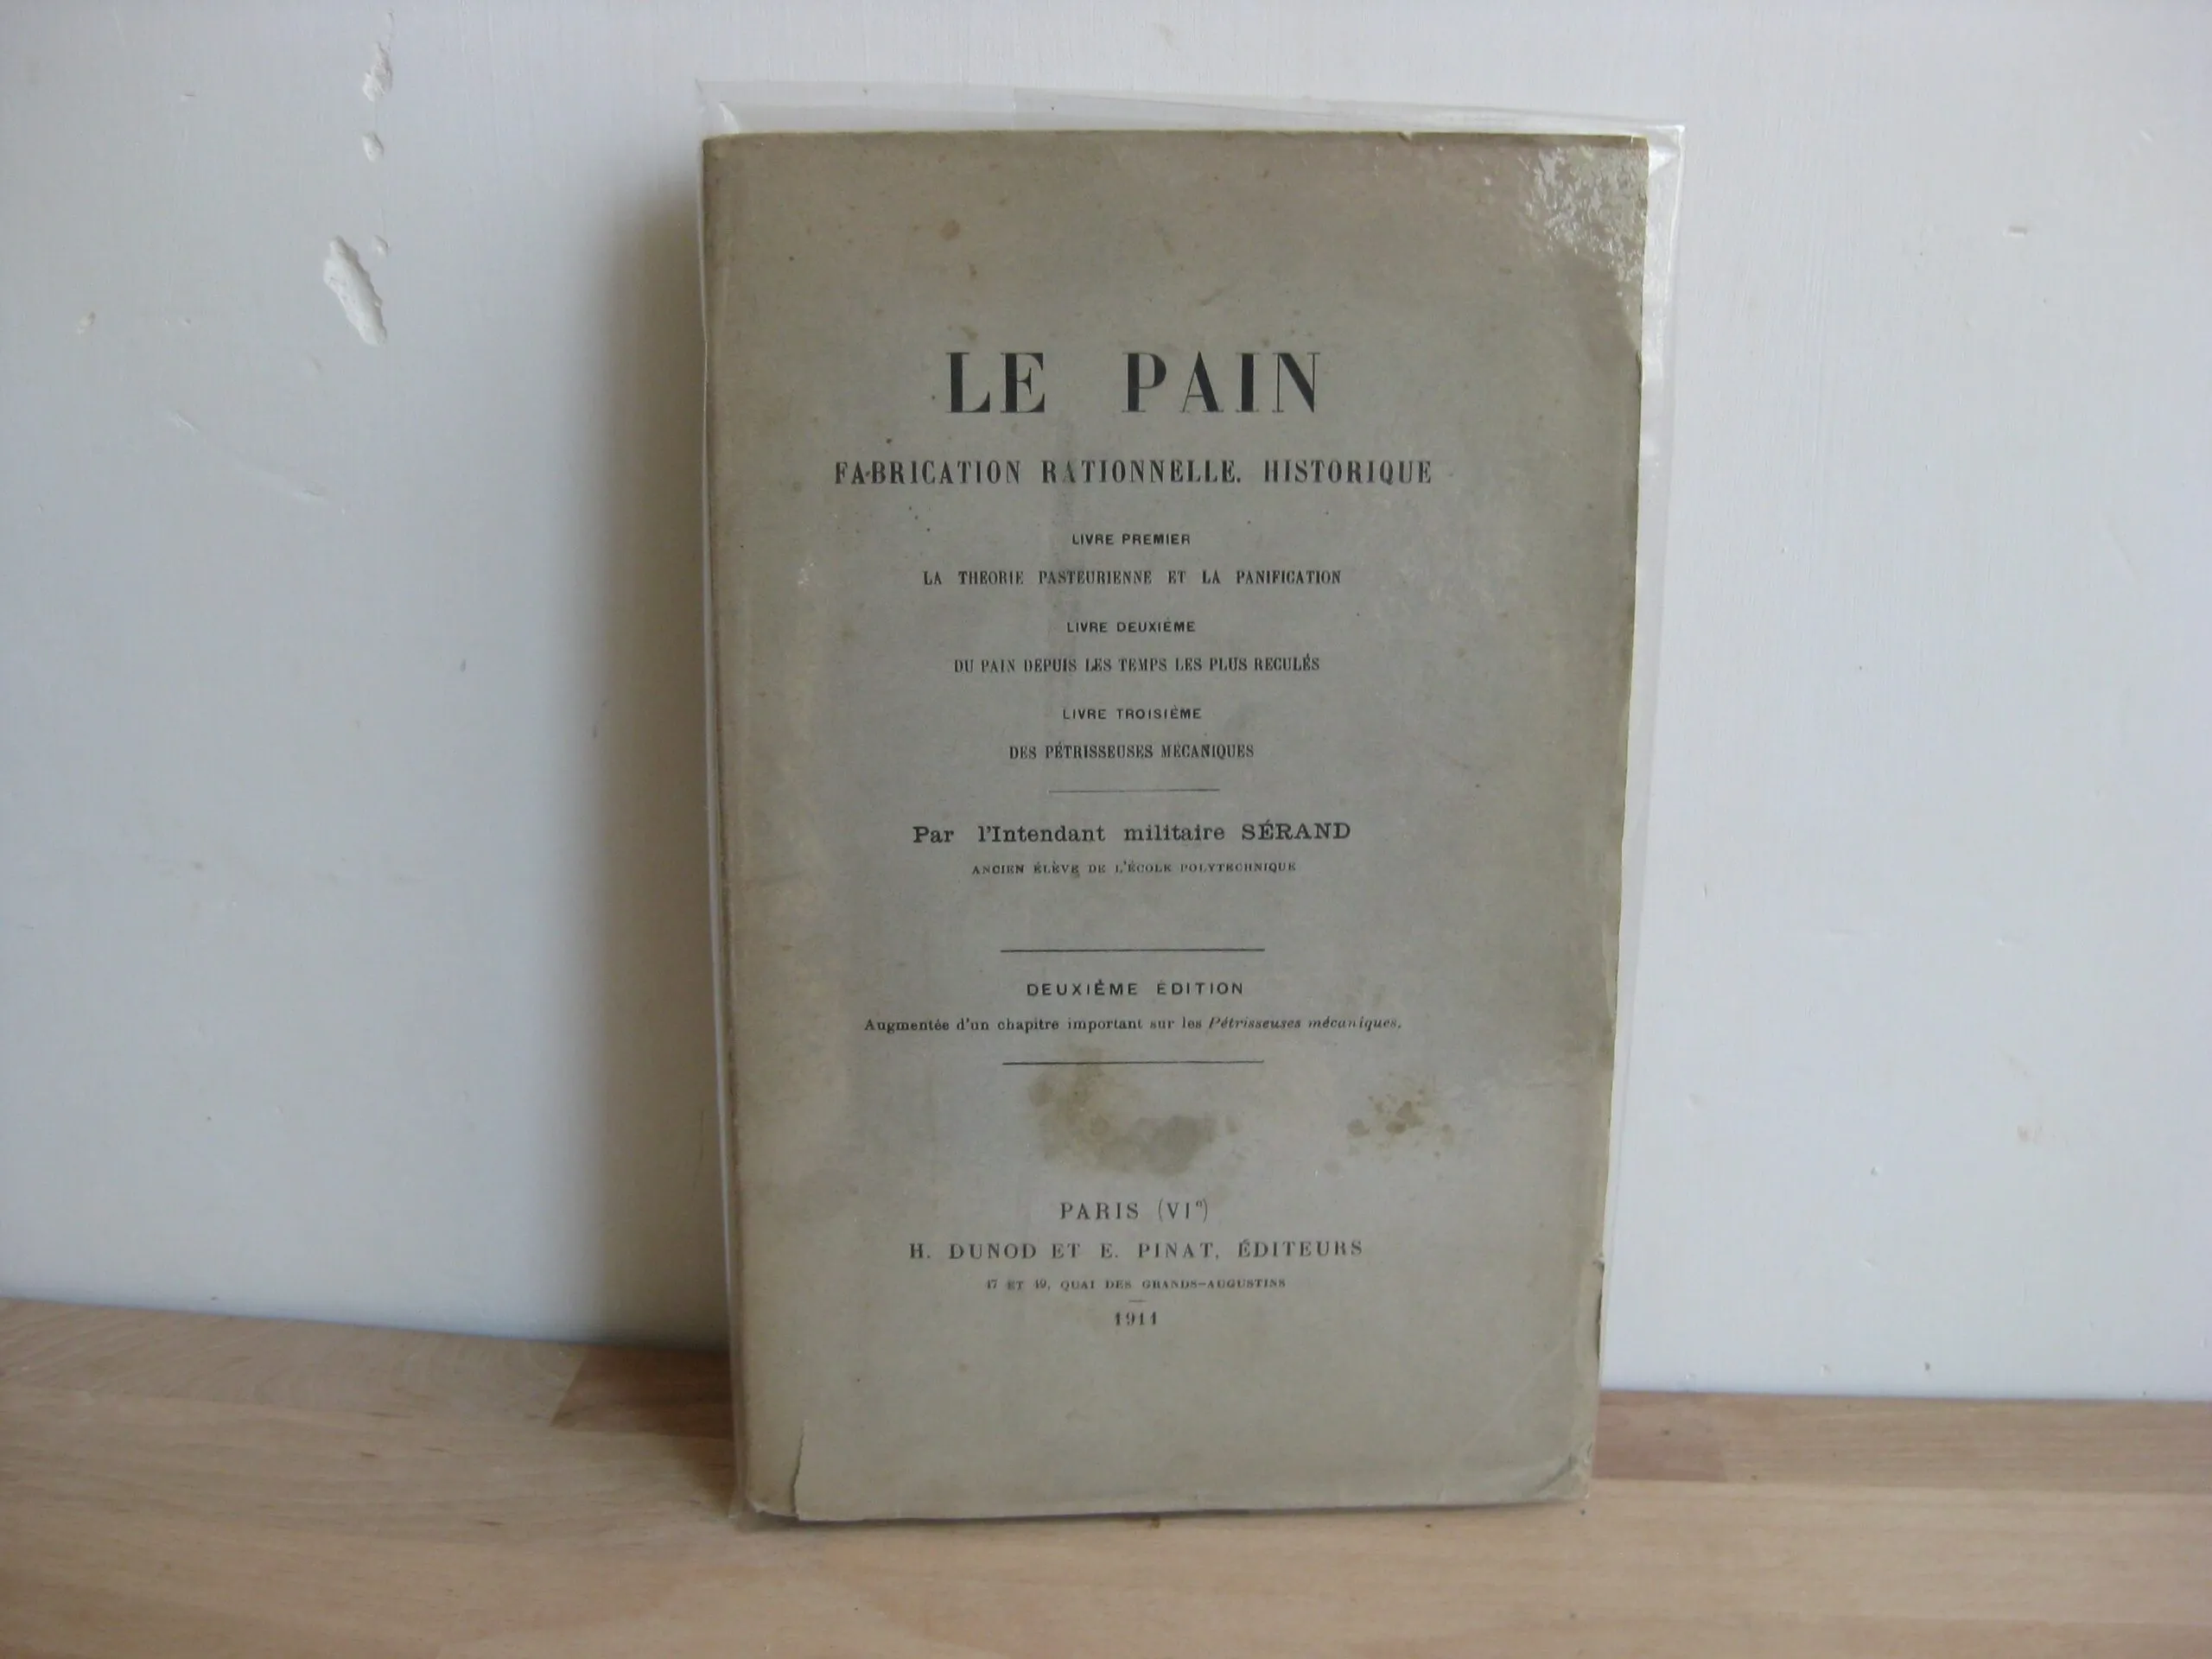 LE PAIN
FABRICATION RATIONNELLE. HISTORIQUE
LIVRE PREMIER
LA THÉORIE PASTEURIENNE ET LA PANIFICATION
LIVRE DEUXIÈME
DU PAIN DEPUIS LES TEMPS LES PLUS RECULÉS
LIVRE TROISIÈME
DES PÉTRISSEUSES MÉCANIQUES
Par l'Intendant militaire SÉRAND
ANCIEN ÉLÈVE DE L'ÉCOLE POLYTECHNIQUE
DEUXIÈME ÉDITION
Augmentée d'un chapitre important sur les Pétrisseuses mécaniques.
PARIS (VIe)
H. DUNOD ET E. PINAT, ÉDITEURS
47 ET 49, QUAI DES GRANDS-AUGUSTINS
1911